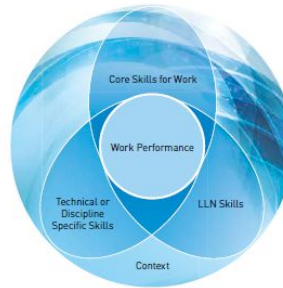 Core Skills for Work
Work Performance
Technical or
Discipline
Specific Skills
LLN Skills
Context